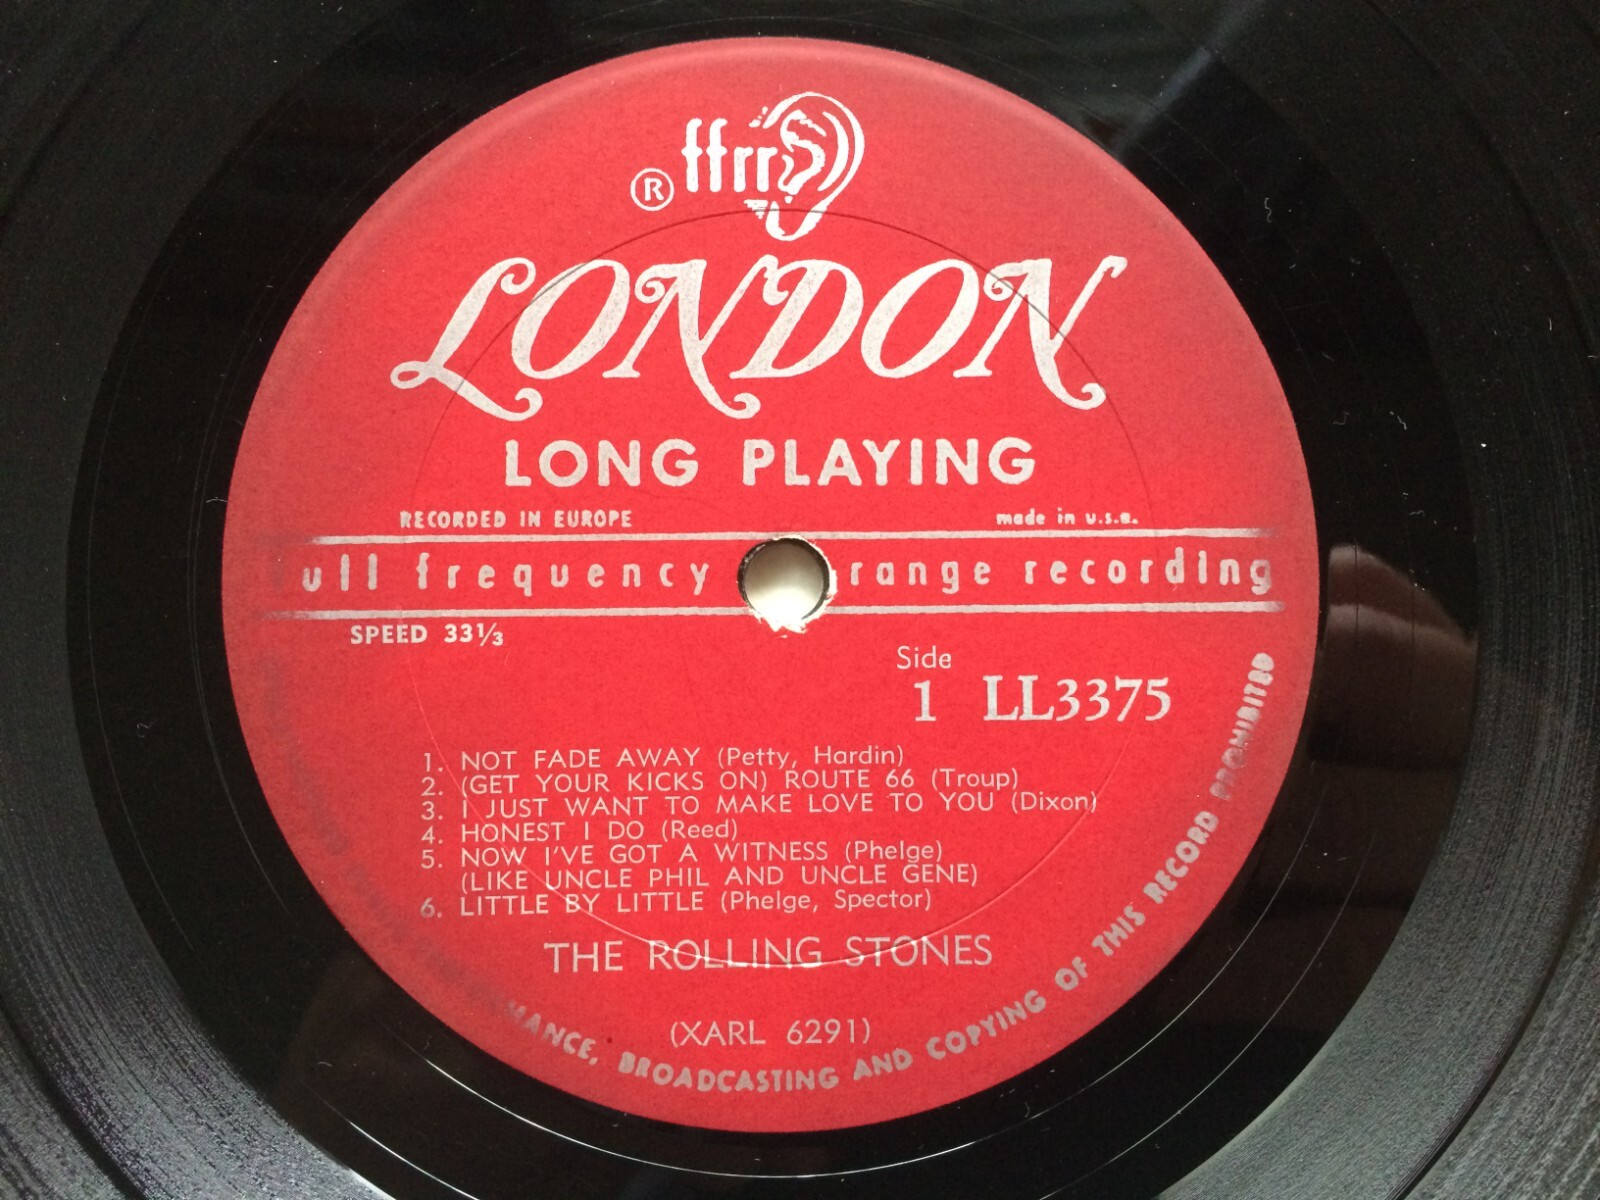 ® ffrr
LONDON
LONG PLAYING
RECORDED IN EUROPE made in u.s.a.
ull frequency range recording
SPEED 33⅓
Side
1 LL3375
1. NOT FADE AWAY (Petty, Hardin)
2. (GET YOUR KICKS ON) ROUTE 66 (Troup)
3. I JUST WANT TO MAKE LOVE TO YOU (Dixon)
4. HONEST I DO (Reed)
5. NOW I'VE GOT A WITNESS (Phelge)
(LIKE UNCLE PHIL AND UNCLE GENE)
6. LITTLE BY LITTLE (Phelge, Spector)
THE ROLLING STONES
(XARL 6291)
BROADCASTING AND COPYING OF THIS RECORD PROHIBITED